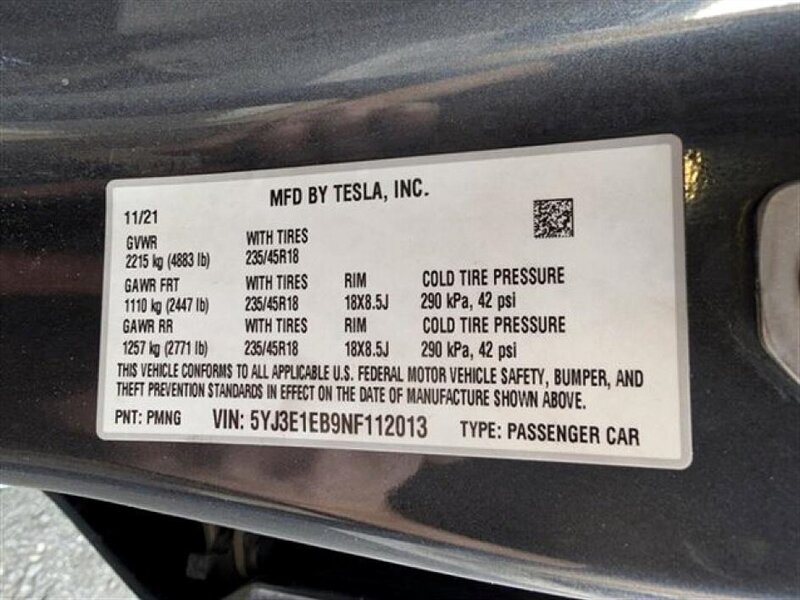 MFD BY TESLA, INC.
11/21
GVWR WITH TIRES
2215 kg (4883 lb) 235/45R18
GAWR FRT RIM COLD TIRE PRESSURE
1110 kg (2447 lb) 235/45R18 18X8.5J 290 kPa, 42 psi
GAWR RR RIM COLD TIRE PRESSURE
1257 kg (2771 lb) 235/45R18 18X8.5J 290 kPa, 42 psi
THIS VEHICLE CONFORMS TO ALL APPLICABLE U.S. FEDERAL MOTOR VEHICLE SAFETY, BUMPER, AND
THEFT PREVENTION STANDARDS IN EFFECT ON THE DATE OF MANUFACTURE SHOWN ABOVE.
PNT: PMNG VIN: 5YJ3E1EB9NF112013 TYPE: PASSENGER CAR